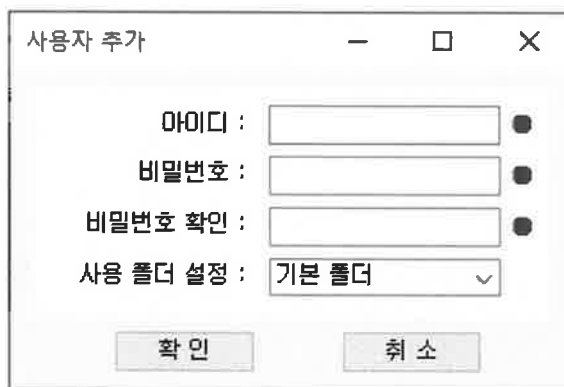 사용자 추가
아이디 :
비밀번호 :
비밀번호 확인 :
사용 폴더 설정 : 기본 폴더
확 인 취 소